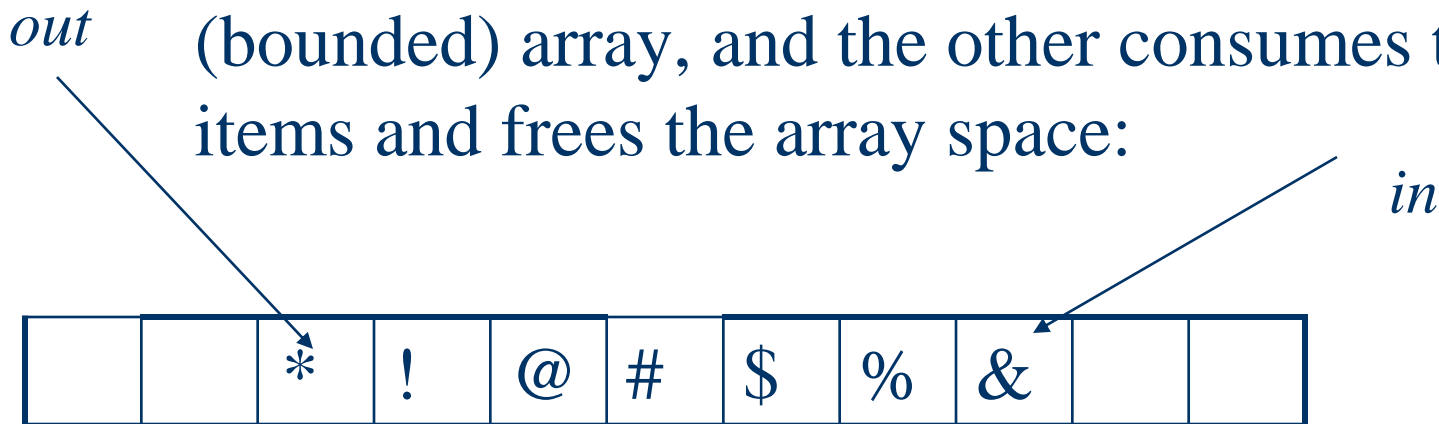 out
(bounded) array, and the other consumes
items and frees the array space:
in
* ! @ # $ % &